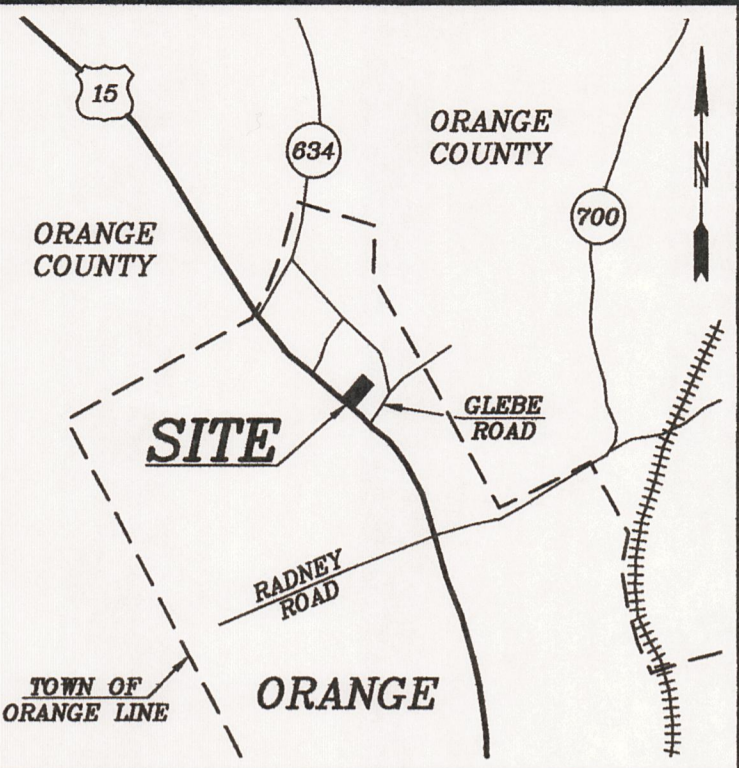 15
634
ORANGE
COUNTY
N
700
ORANGE
COUNTY
SITE
GLEBE
ROAD
RADNEY
ROAD
TOWN OF
ORANGE LINE
ORANGE